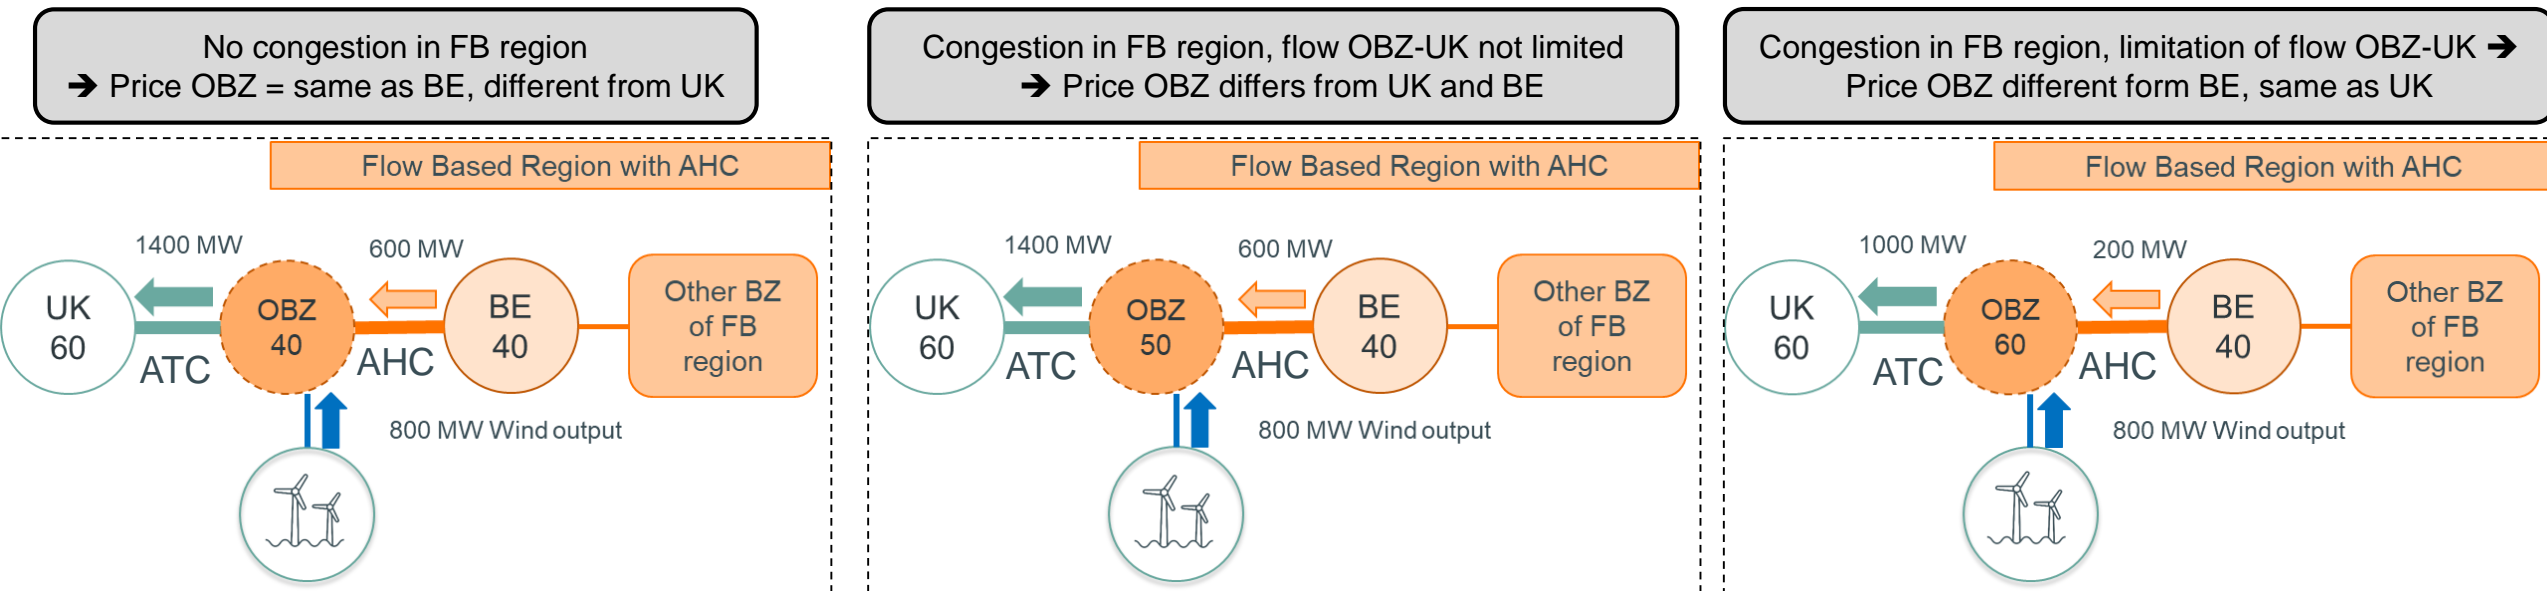 No congestion in FB region
➔ Price OBZ = same as BE, different from UK
Flow Based Region with AHC
1400 MW
600 MW
UK
60
OBZ
40
BE
40
Other BZ
of FB
region
ATC
AHC
800 MW Wind output
Congestion in FB region, flow OBZ-UK not limited
➔ Price OBZ differs from UK and BE
Flow Based Region with AHC
1400 MW
600 MW
UK
60
OBZ
50
BE
40
Other BZ
of FB
region
ATC
AHC
800 MW Wind output
Congestion in FB region, limitation of flow OBZ-UK ➔
Price OBZ different form BE, same as UK
Flow Based Region with AHC
1000 MW
200 MW
UK
60
OBZ
60
BE
40
Other BZ
of FB
region
ATC
AHC
800 MW Wind output